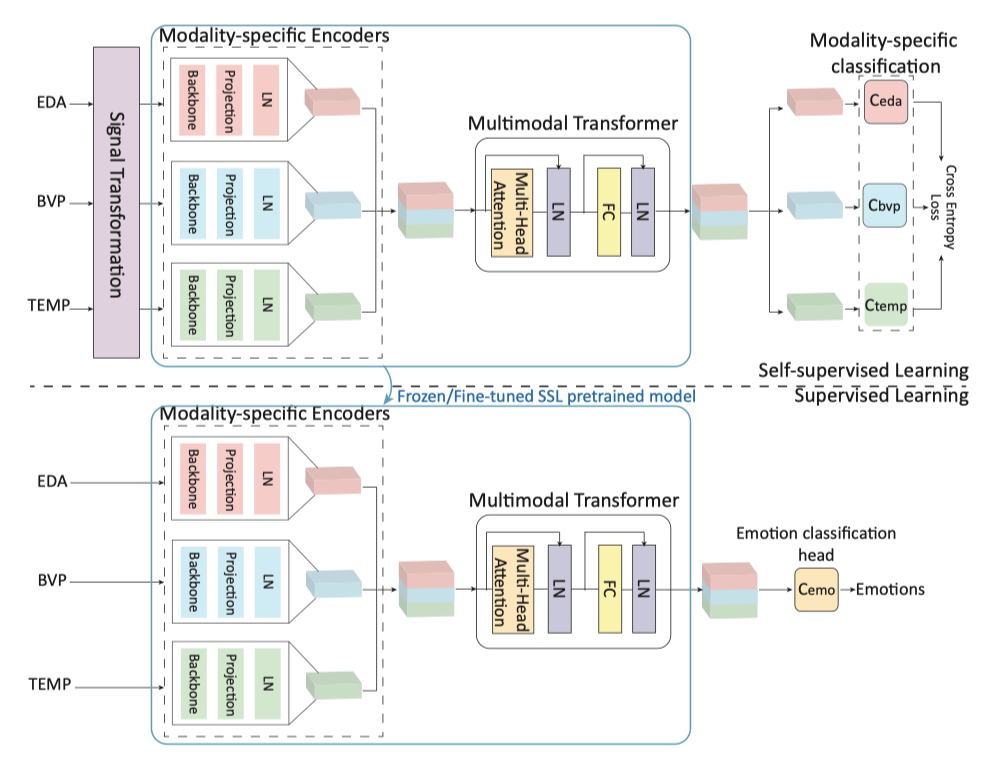 Modality-specific Encoders
EDA
BVP
TEMP
Signal Transformation
Backbone
Projection
LN
Backbone
Projection
LN
Backbone
Projection
LN
Multimodal Transformer
Multi-Head
Attention
LN
FC
LN
Modality-specific
classification
Ceda
Cbvp
Ctemp
Cross Entropy
Loss
Self-supervised Learning
Frozen/Fine-tuned SSL pretrained model
Supervised Learning
Modality-specific Encoders
EDA
BVP
TEMP
Backbone
Projection
LN
Backbone
Projection
LN
Backbone
Projection
LN
Multimodal Transformer
Multi-Head
Attention
LN
FC
LN
Emotion classification
head
Cemo
Emotions